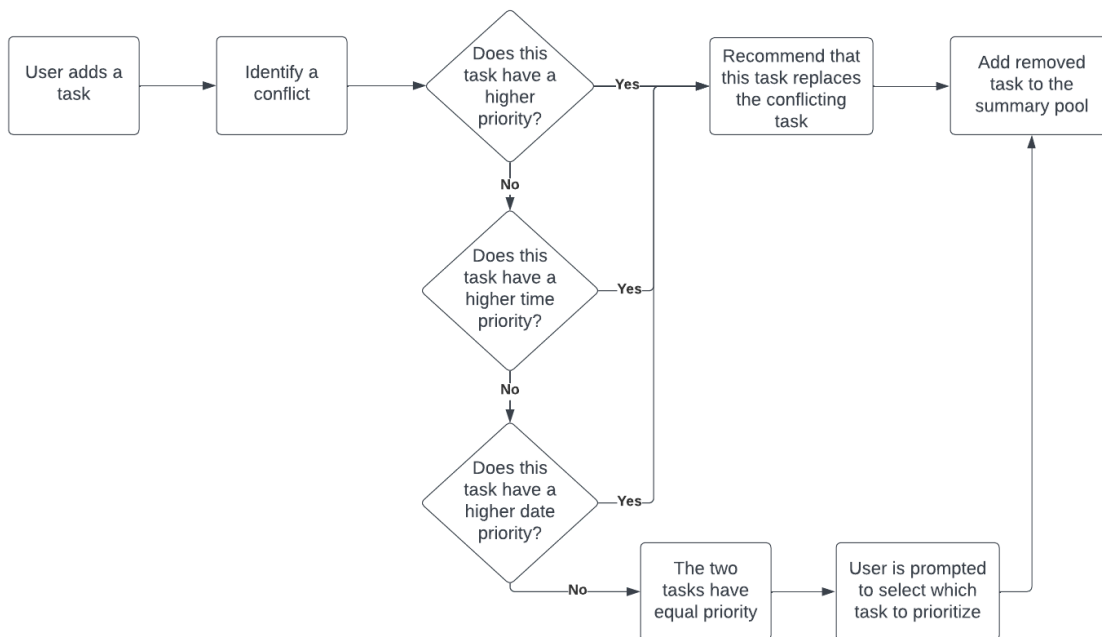 User adds a
task
Identify a
conflict
Does this
task have a
higher
priority?
Yes
Recommend that
this task replaces
the conflicting
task
Add removed
task to the
summary pool
No
Does this
task have a
higher time
priority?
Yes
No
Does this
task have a
higher date
priority?
Yes
No
The two
tasks have
equal priority
User is prompted
to select which
task to prioritize